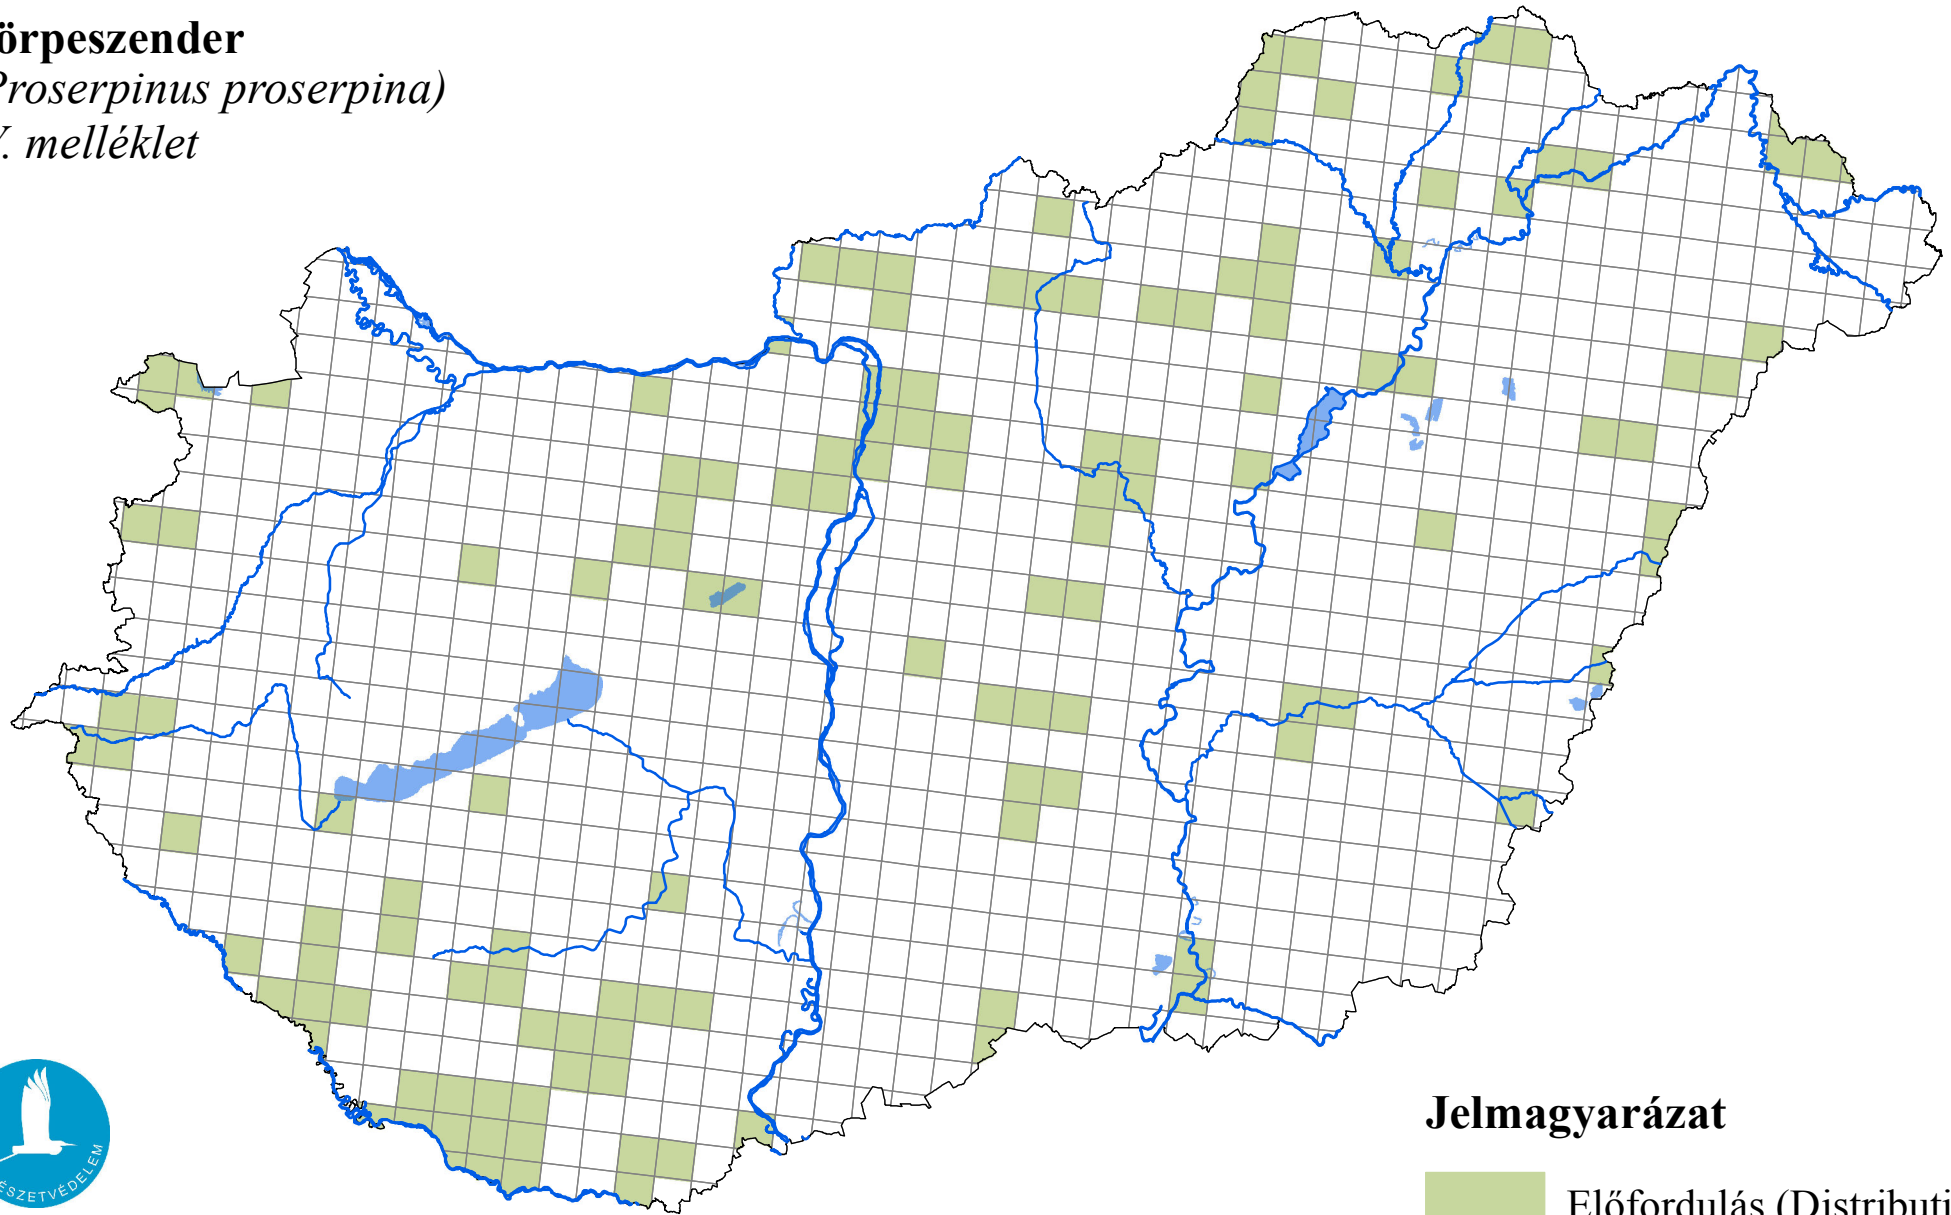 örpeszender
Proserpinus proserpina)
V. melléklet
ÉSZETVÉDELEM
Jelmagyarázat
Előfordulás (Distributi